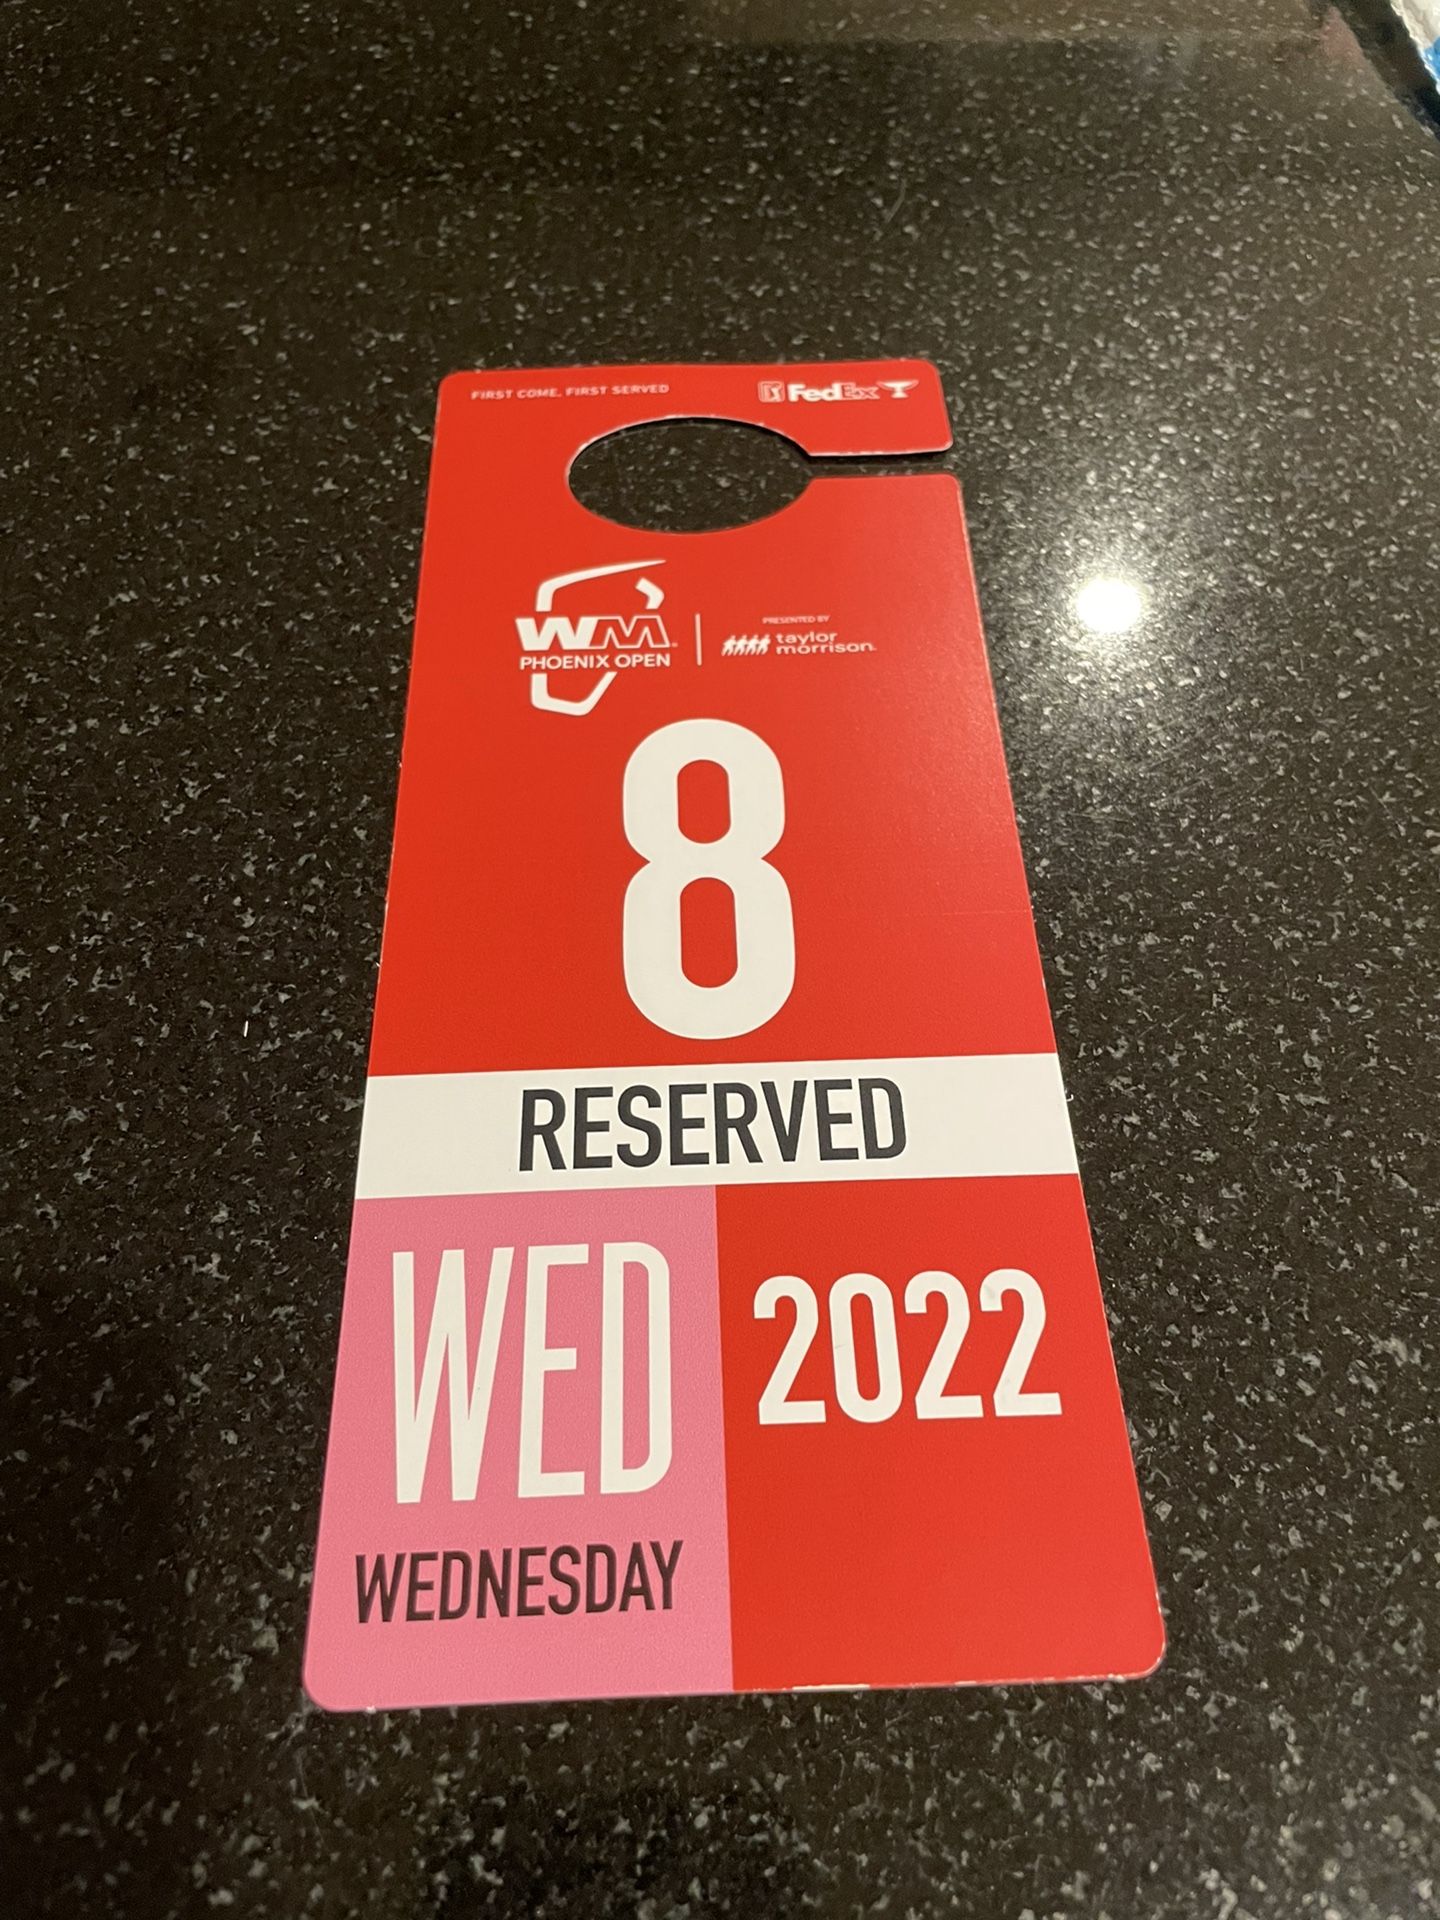 FIRST COME, FIRST SERVED
FedEx
WM
PHOENIX OPEN
PRESENTED BY
taylor
morrison
8
RESERVED
WED
2022
WEDNESDAY